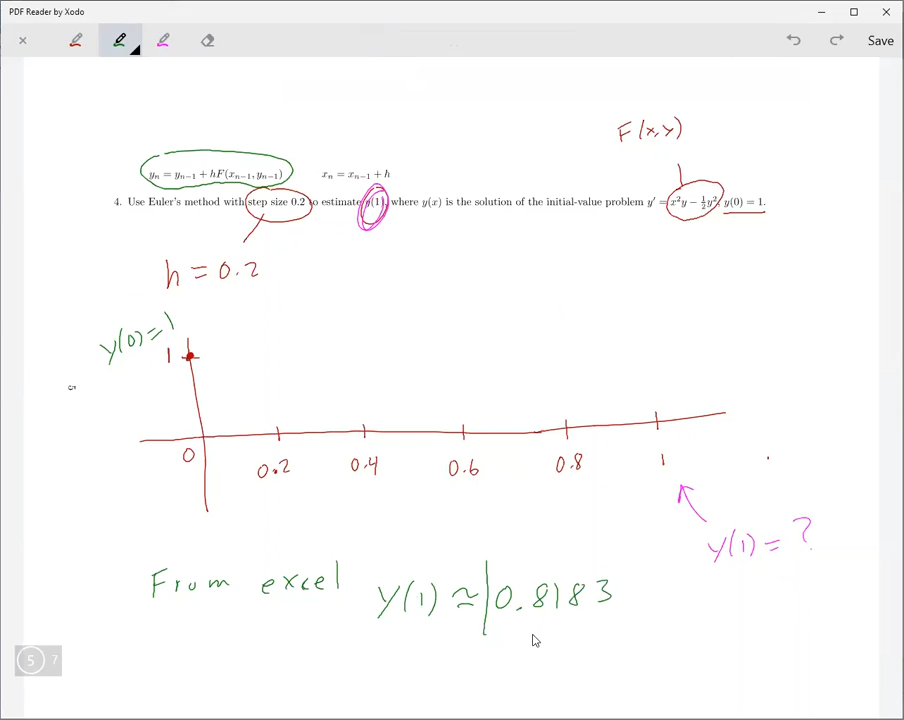 PDF Reader by Xodo
Save
F(x,y)
yₙ = yₙ₋₁ + hF(xₙ₋₁, yₙ₋₁) xₙ = xₙ₋₁ + h
4. Use Euler's method with step size 0.2 to estimate y(1), where y(x) is the solution of the initial-value problem y′ = x²y − ½y², y(0) = 1.
h = 0.2
y(0) = 1
1
5
0 0.2 0.4 0.6 0.8 1
y(1) = ?
From excel y(1) ≃ 0.8183
5 7